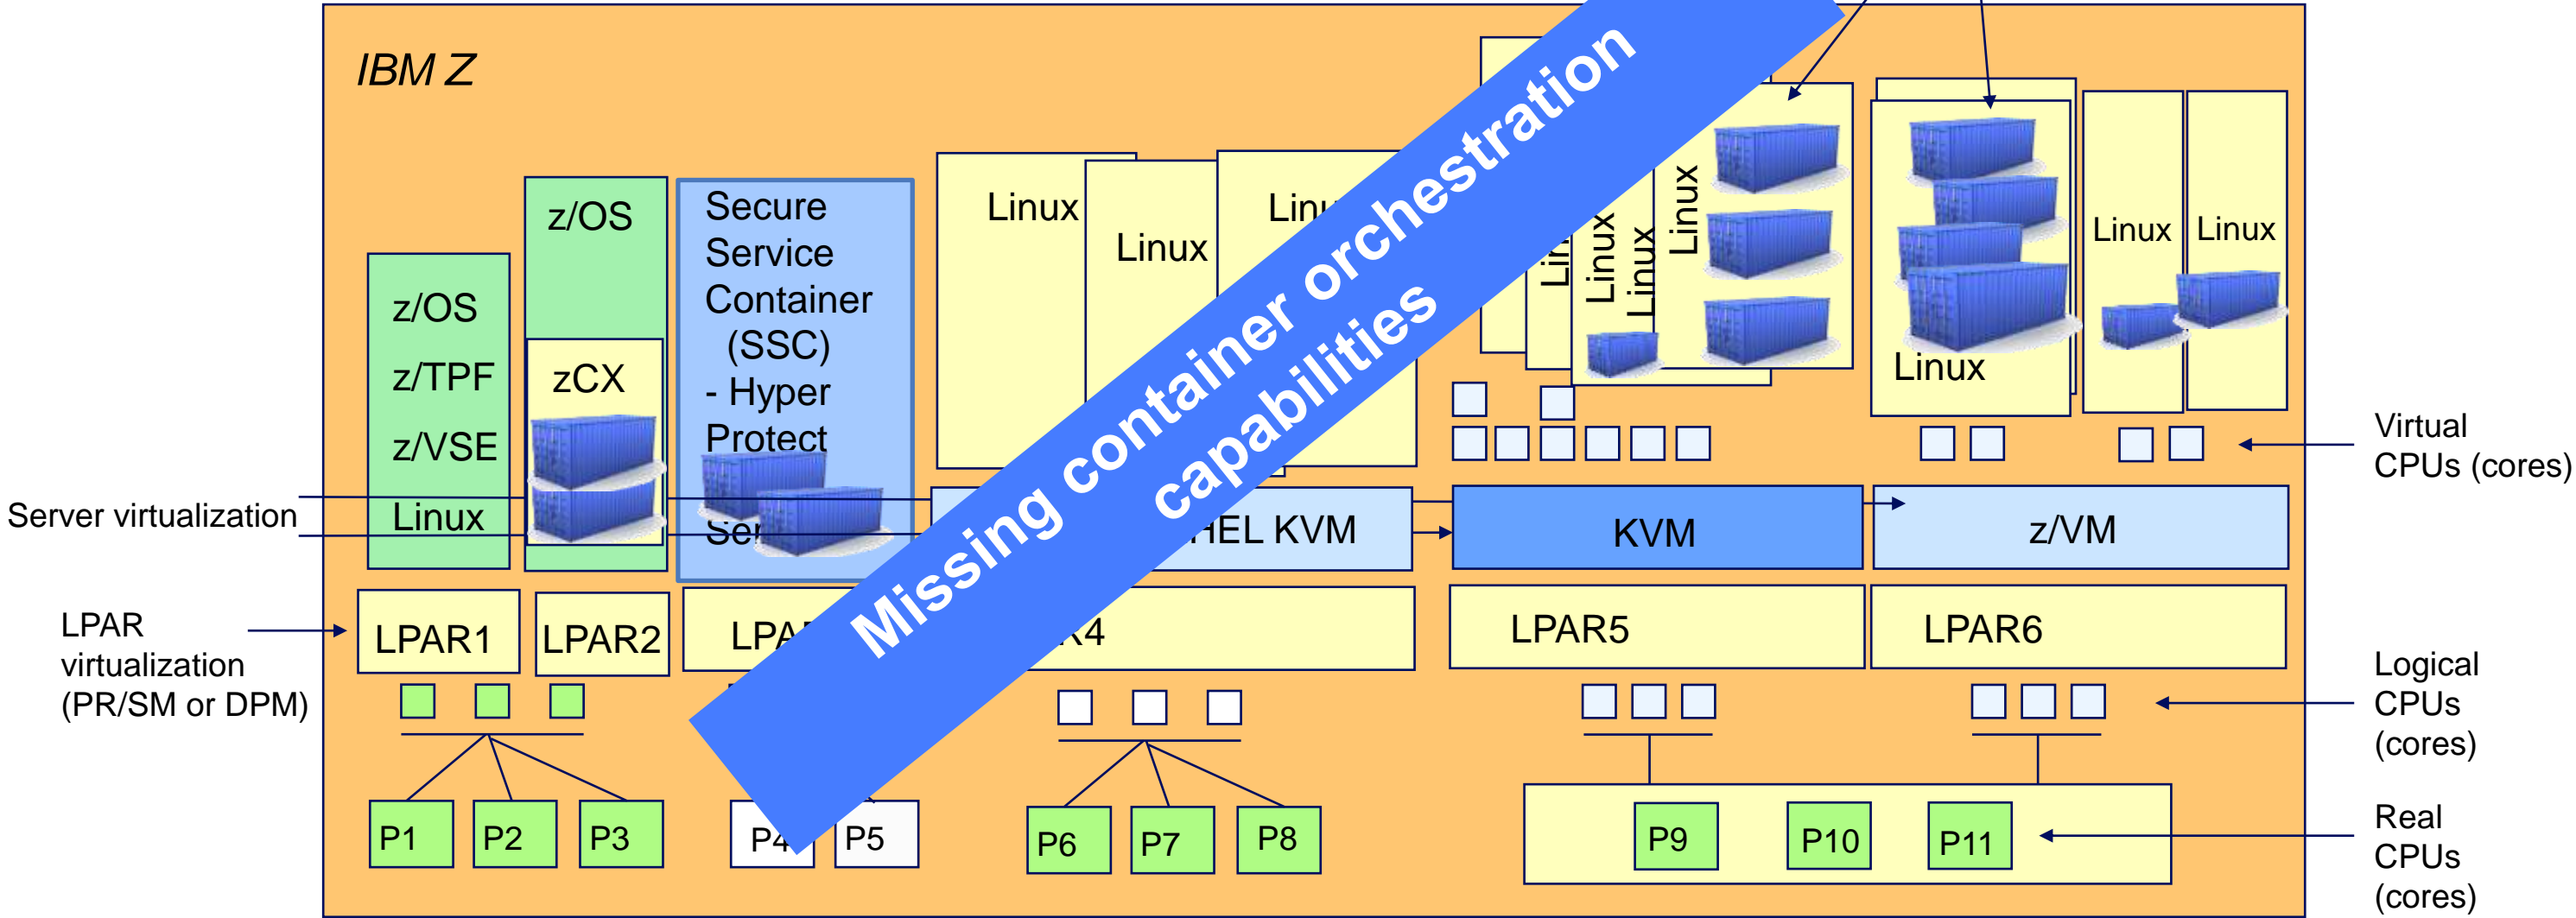 IBM Z
Missing container orchestration
capabilities
z/OS
z/TPF
z/VSE
Linux
z/OS
zCX
Secure
Service
Container
(SSC)
- Hyper
Protect
Linux
Linux
Linux
Linux
Linux
Linux
Linux
Linux
Linux
Virtual
CPUs (cores)
Server virtualization
KVM
KVM
z/VM
LPAR
virtualization
(PR/SM or DPM)
LPAR1
LPAR2
LPAR5
LPAR6
Logical
CPUs
(cores)
P1
P2
P3
P4
P5
P6
P7
P8
P9
P10
P11
Real
CPUs
(cores)